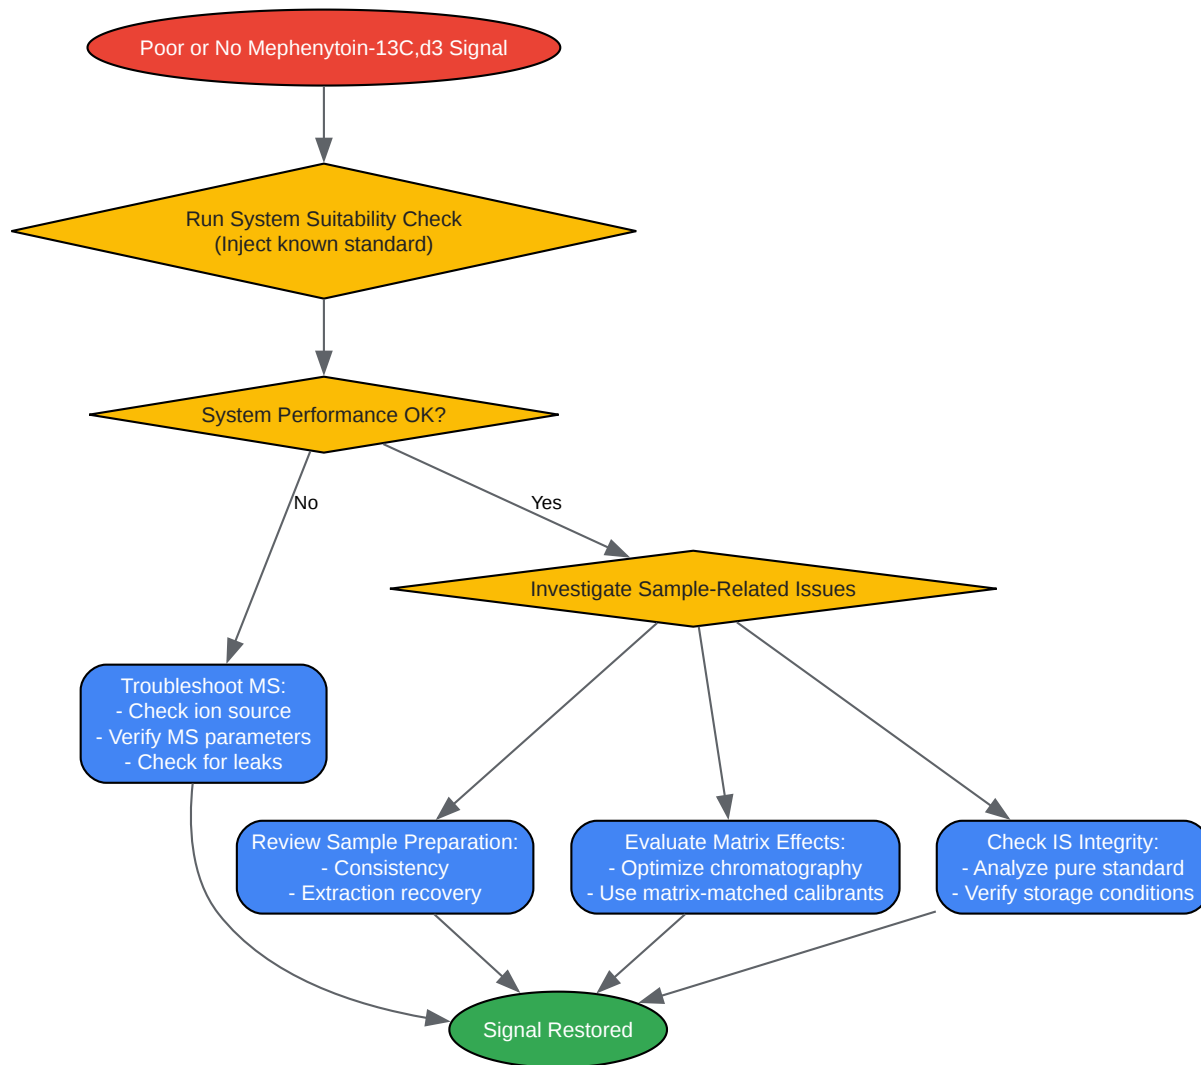 Poor or No Mephenytoin-13C,d3 Signal
Run System Suitability Check
(Inject known standard)
System Performance OK?
No
Yes
Investigate Sample-Related Issues
Troubleshoot MS:
- Check ion source
- Verify MS parameters
- Check for leaks
Review Sample Preparation:
- Consistency
- Extraction recovery
Evaluate Matrix Effects:
- Optimize chromatography
- Use matrix-matched calibrants
Check IS Integrity:
- Analyze pure standard
- Verify storage conditions
Signal Restored